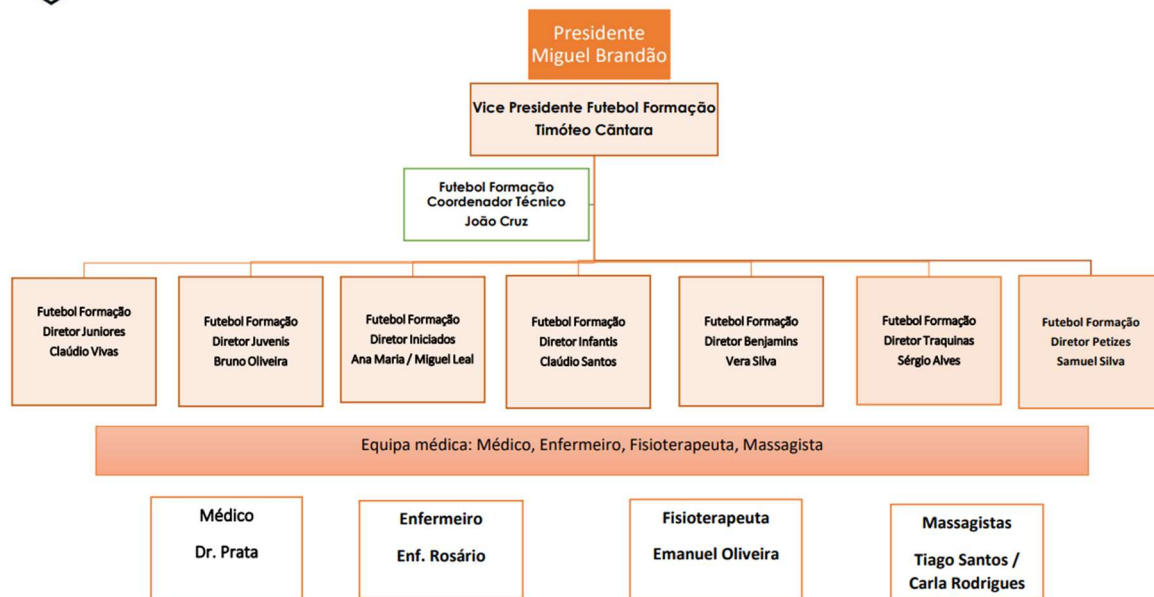 Presidente
Miguel Brandão
Vice Presidente Futebol Formação
Timóteo Cãntara
Futebol Formação
Coordenador Técnico
João Cruz
Futebol Formação
Diretor Juniores
Claúdio Vivas
Futebol Formação
Diretor Juvenis
Bruno Oliveira
Futebol Formação
Diretor Iniciados
Ana Maria / Miguel Leal
Futebol Formação
Diretor Infantis
Claúdio Santos
Futebol Formação
Diretor Benjamins
Vera Silva
Futebol Formação
Diretor Traquinas
Sérgio Alves
Futebol Formação
Diretor Petizes
Samuel Silva
Equipa médica: Médico, Enfermeiro, Fisioterapeuta, Massagista
Médico
Dr. Prata
Enfermeiro
Enf. Rosário
Fisioterapeuta
Emanuel Oliveira
Massagistas
Tiago Santos /
Carla Rodrigues